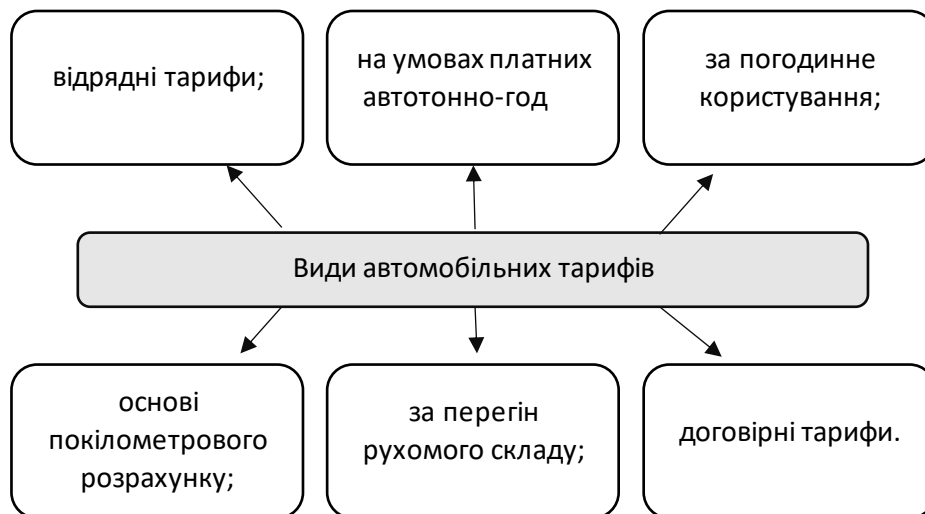 відрядні тарифи;
на умовах платних
автотонно-год
за погодинне
користування;
Види автомобільних тарифів
основі
покілометрового
розрахунку;
за перегін
рухомого складу;
договірні тарифи.